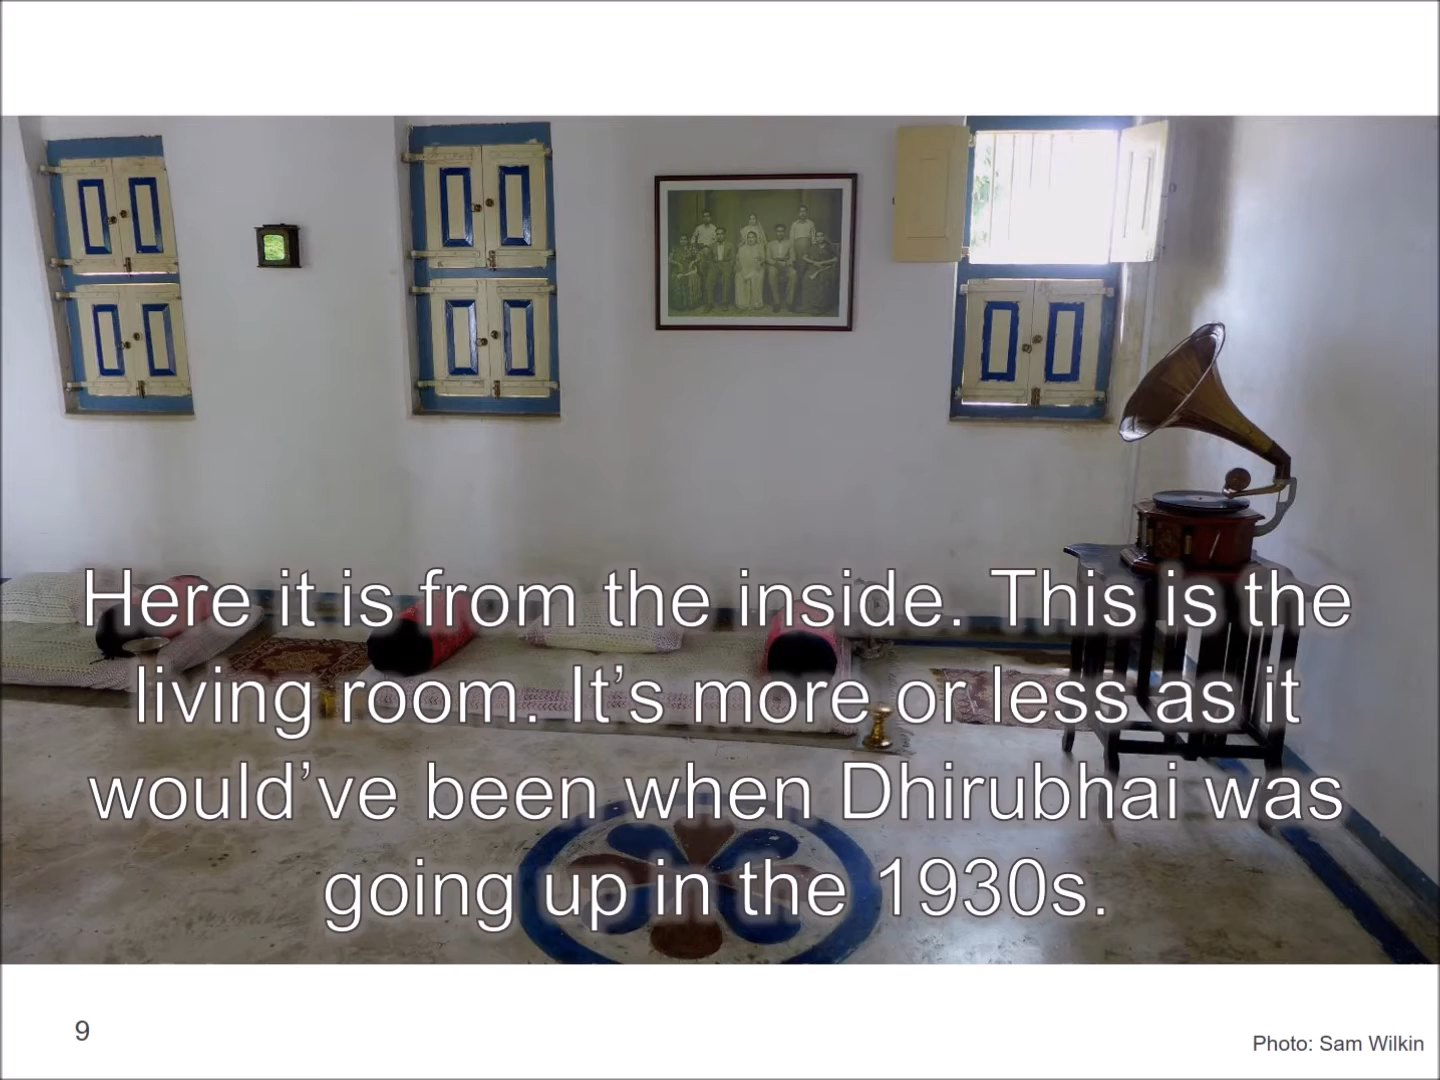 Here it is from the inside. This is the
living room. It’s more or less as it
would’ve been when Dhirubhai was
going up in the 1930s.
9
Photo: Sam Wilkin